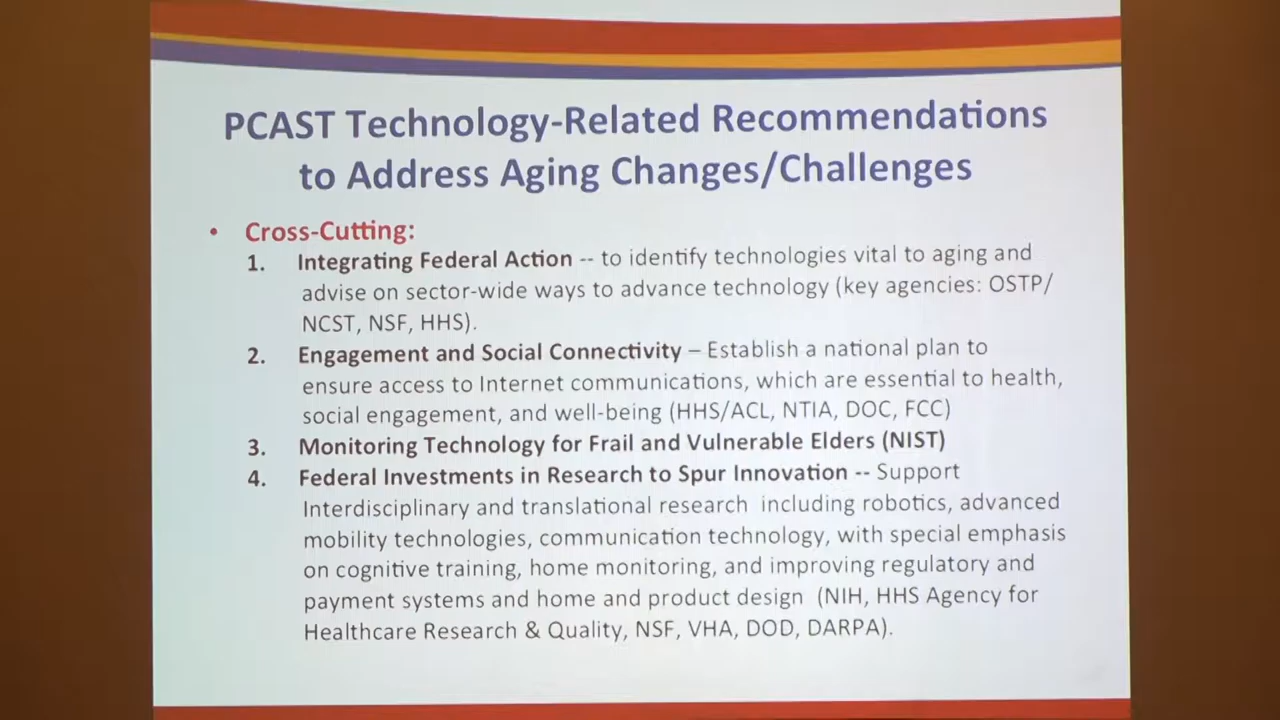 PCAST Technology-Related Recommendations
to Address Aging Changes/Challenges
• Cross-Cutting:
1. Integrating Federal Action -- to identify technologies vital to aging and
advise on sector-wide ways to advance technology (key agencies: OSTP/
NCST, NSF, HHS).
2. Engagement and Social Connectivity – Establish a national plan to
ensure access to Internet communications, which are essential to health,
social engagement, and well-being (HHS/ACL, NTIA, DOC, FCC)
3. Monitoring Technology for Frail and Vulnerable Elders (NIST)
4. Federal Investments in Research to Spur Innovation -- Support
Interdisciplinary and translational research including robotics, advanced
mobility technologies, communication technology, with special emphasis
on cognitive training, home monitoring, and improving regulatory and
payment systems and home and product design (NIH, HHS Agency for
Healthcare Research & Quality, NSF, VHA, DOD, DARPA).